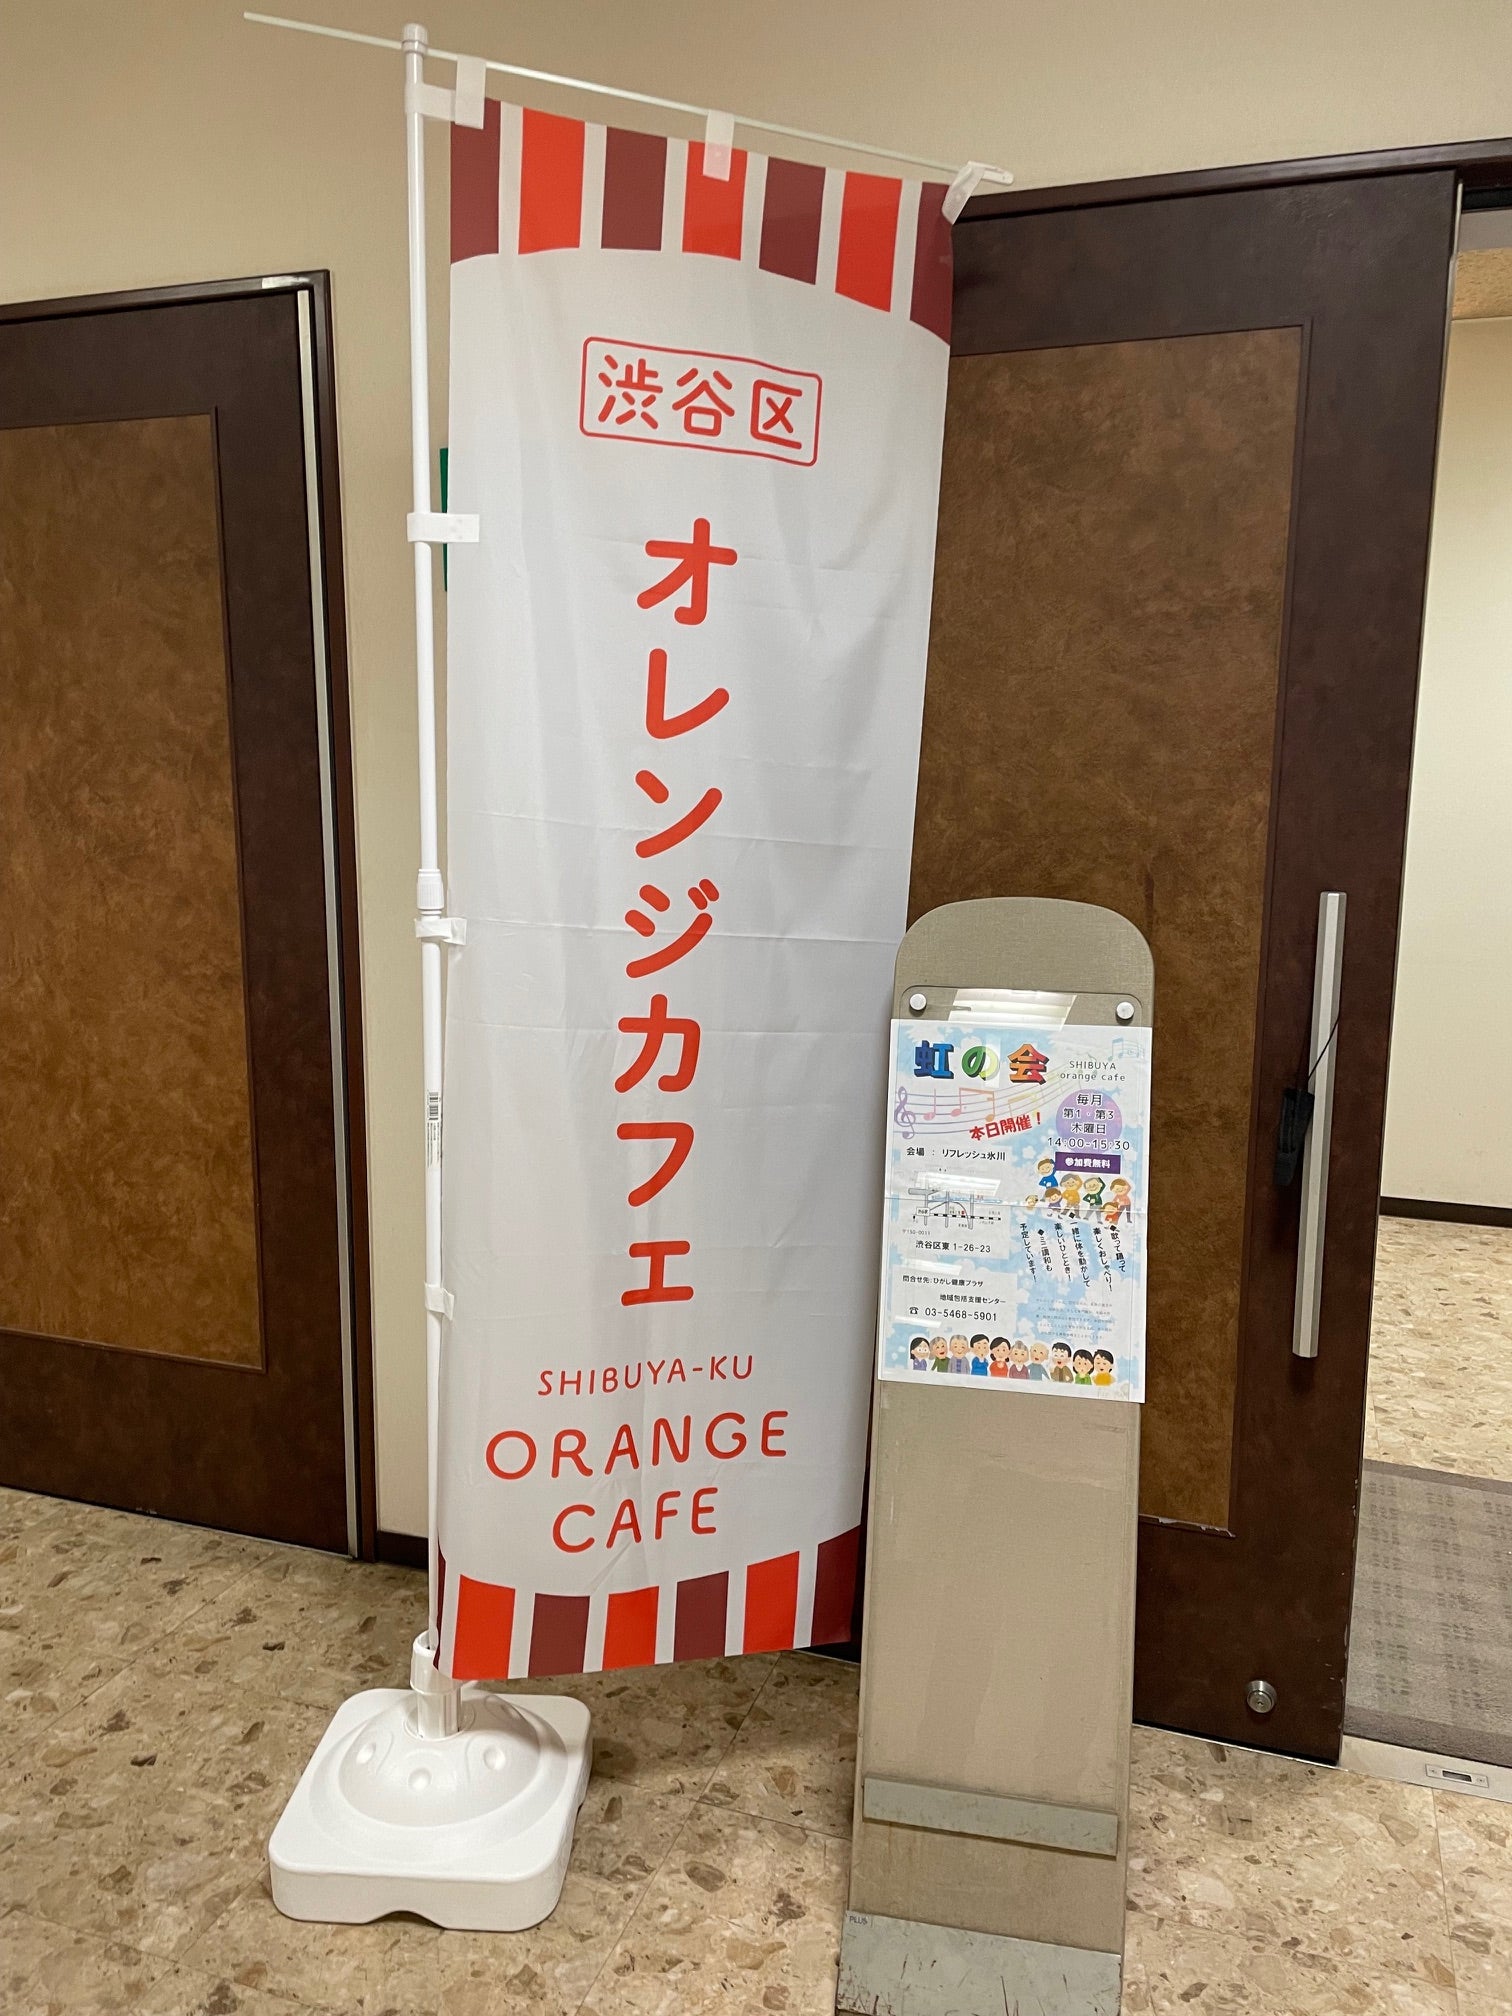 渋谷区
オレンジカフェ
SHIBUYA-KU
ORANGE
CAFE
虹の会
SHIBUYA
orange cafe
毎月
第1・第3
木曜日
14:00-15:30
参加費無料
本日開催！
会場 : リフレッシュ氷川
〒150-0011
渋谷区東 1-26-23
◆歌って踊って
楽しくおしゃべり！
◆一緒に体を動かして
楽しいひととき！
◆ミニ講和も
予定しています！
問合せ先: ひがし健康プラザ
地域包括支援センター
☎ 03-5468-5901
PLUS